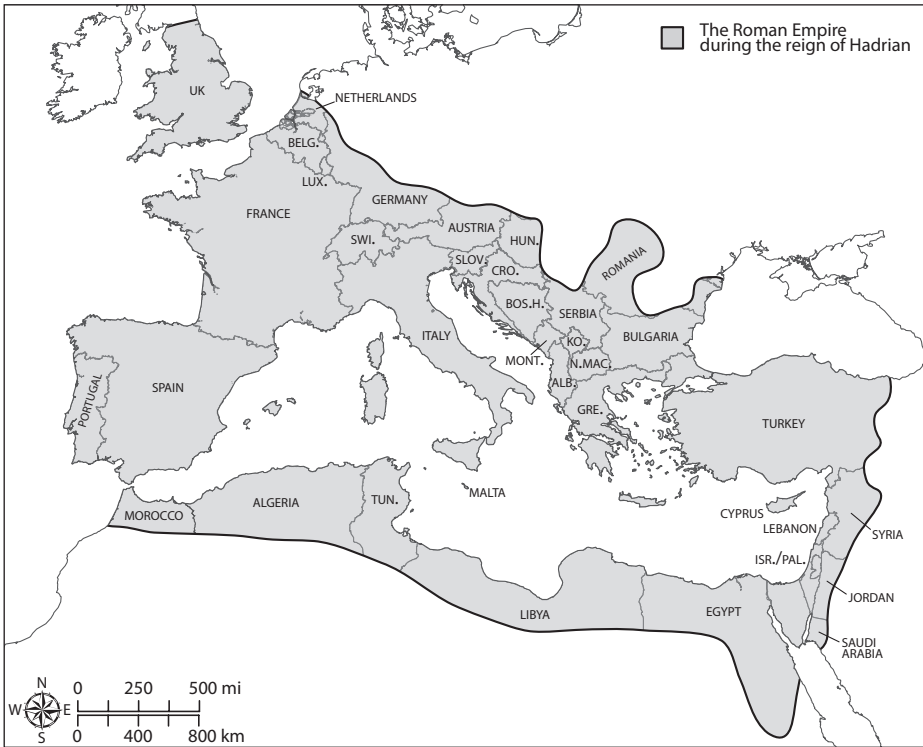 The Roman Empire
during the reign of Hadrian
UK
NETHERLANDS
BELG.
LUX.
GERMANY
FRANCE
AUSTRIA
SWI.
HUN.
SLOV.
CRO.
ROMANIA
BOS.H.
SERBIA
ITALY
BULGARIA
KO.
MONT.
N.MAC.
ALB.
PORTUGAL
SPAIN
GRE.
TURKEY
MALTA
ALGERIA
TUN.
MOROCCO
CYPRUS
LEBANON
SYRIA
ISR./PAL.
JORDAN
LIBYA
EGYPT
SAUDI
ARABIA
N
W E
S
0 250 500 mi
0 400 800 km